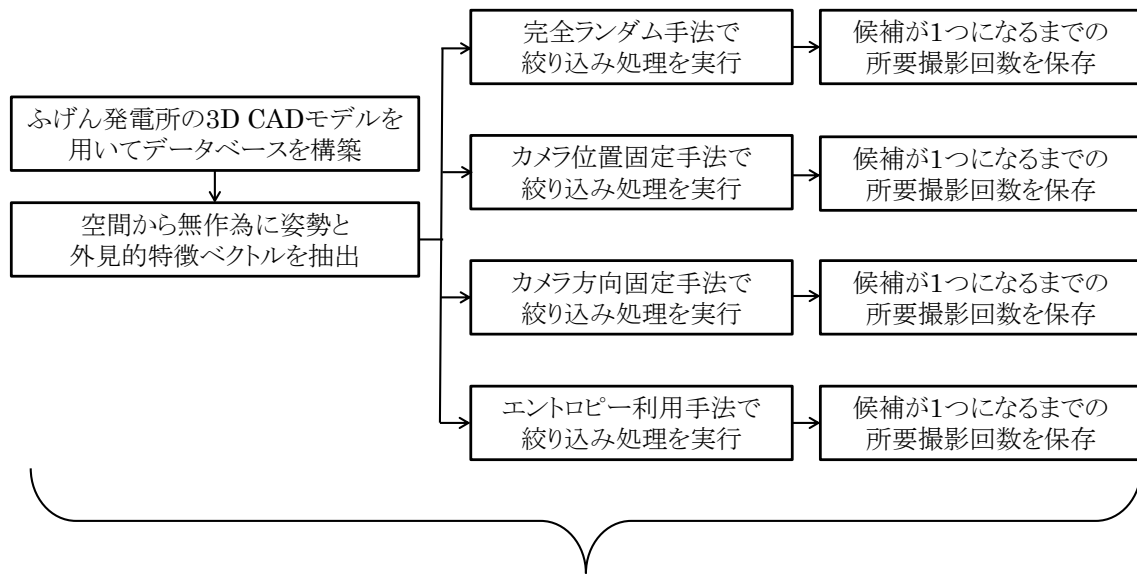 ふげん発電所の3D CADモデルを
用いてデータベースを構築
空間から無作為に姿勢と
外見的特徴ベクトルを抽出
完全ランダム手法で
絞り込み処理を実行
候補が1つになるまでの
所要撮影回数を保存
カメラ位置固定手法で
絞り込み処理を実行
候補が1つになるまでの
所要撮影回数を保存
カメラ方向固定手法で
絞り込み処理を実行
候補が1つになるまでの
所要撮影回数を保存
エントロピー利用手法で
絞り込み処理を実行
候補が1つになるまでの
所要撮影回数を保存